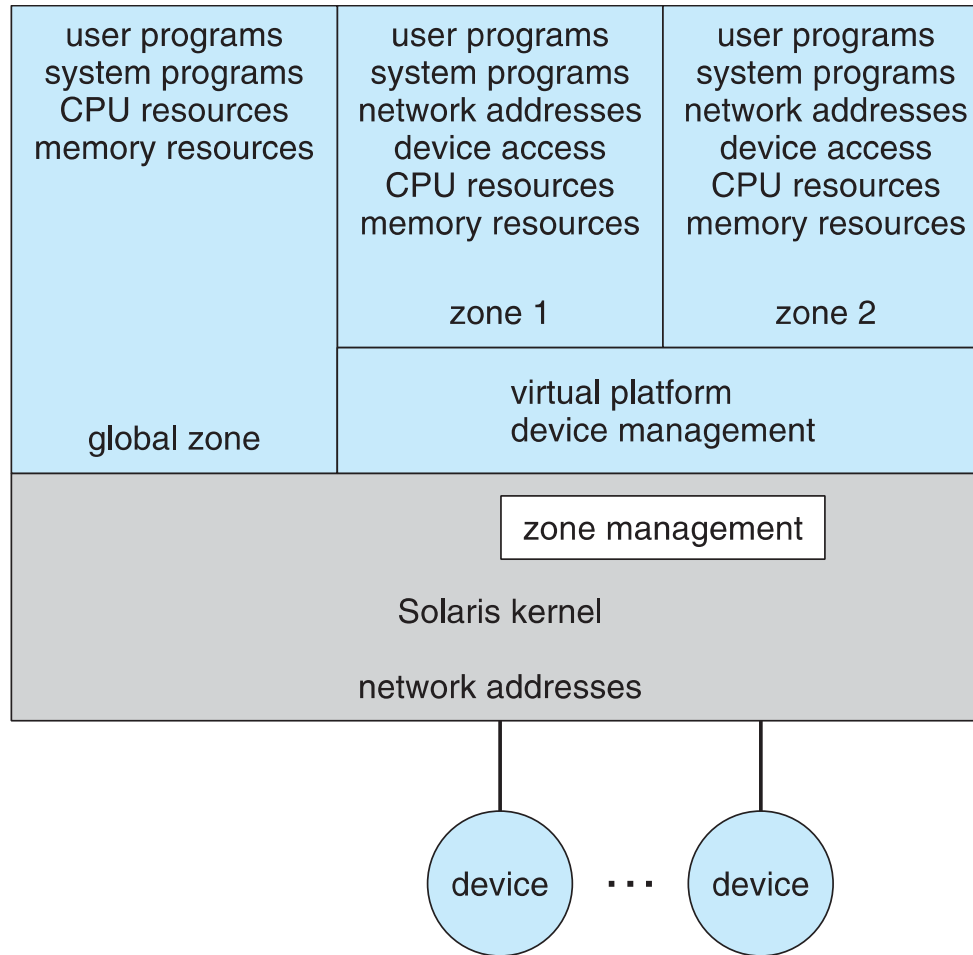 user programs
system programs
CPU resources
memory resources
global zone
user programs
system programs
network addresses
device access
CPU resources
memory resources
zone 1
user programs
system programs
network addresses
device access
CPU resources
memory resources
zone 2
virtual platform
device management
zone management
Solaris kernel
network addresses
device
...
device